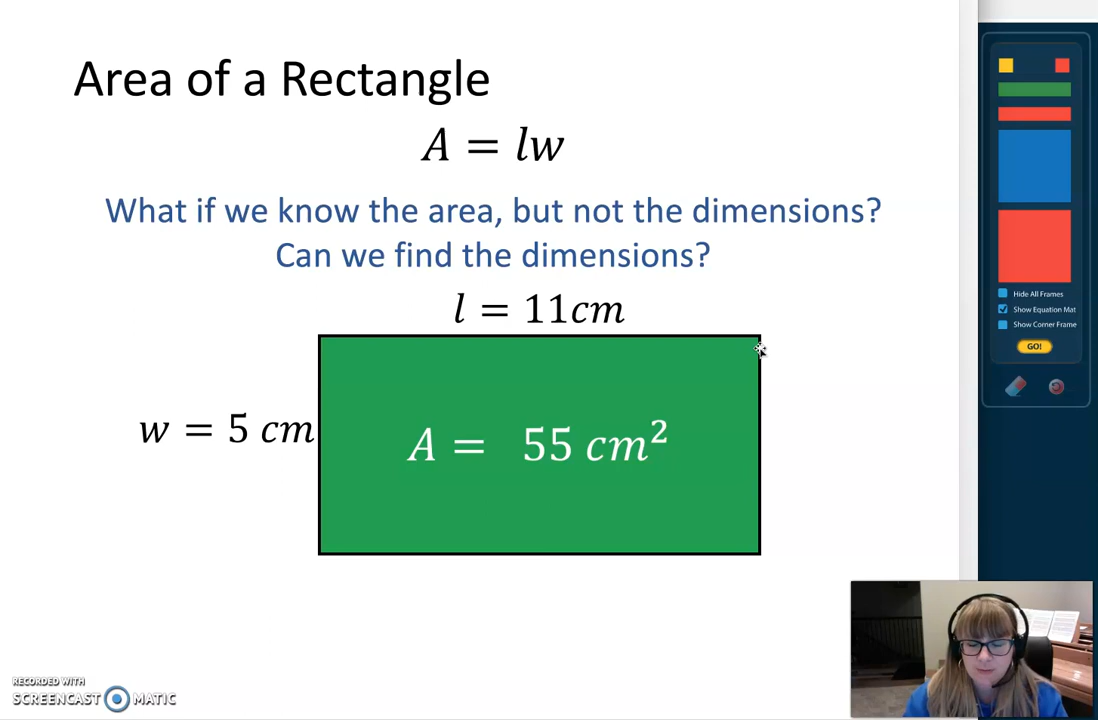 Area of a Rectangle
A = lw
What if we know the area, but not the dimensions?
Can we find the dimensions?
l = 11cm
w = 5 cm
A = 55 cm²
Hide All Frames
Show Equation Mat
Show Corner Frame
GO!
RECORDED WITH
SCREENCAST MATIC